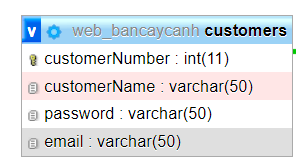 v web_bancaycanh customers
customerNumber : int(11)
customerName : varchar(50)
password : varchar(50)
email : varchar(50)